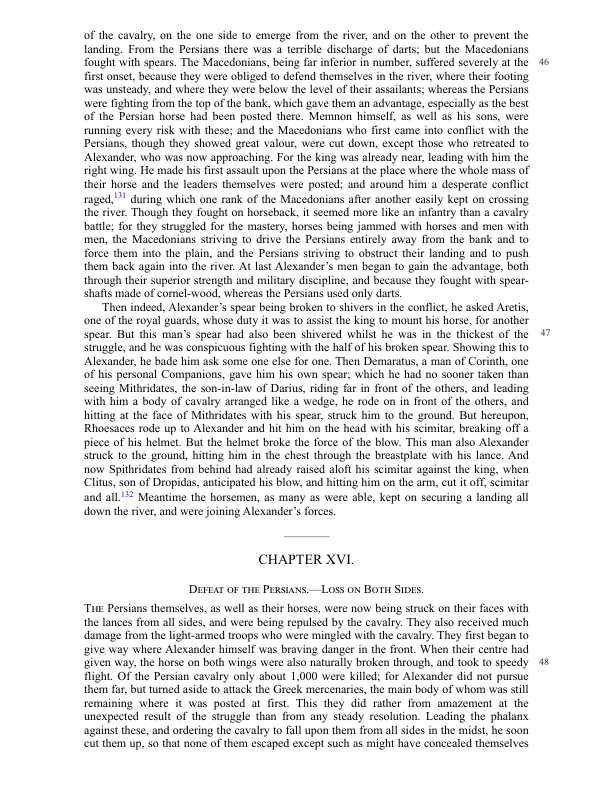 of the cavalry, on the one side to emerge from the river, and on the other to prevent the
landing. From the Persians there was a terrible discharge of darts; but the Macedonians
fought with spears. The Macedonians, being far inferior in number, suffered severely at the 46
first onset, because they were obliged to defend themselves in the river, where their footing
was unsteady, and where they were below the level of their assailants; whereas the Persians
were fighting from the top of the bank, which gave them an advantage, especially as the best
of the Persian horse had been posted there. Memnon himself, as well as his sons, were
running every risk with these; and the Macedonians who first came into conflict with the
Persians, though they showed great valour, were cut down, except those who retreated to
Alexander, who was now approaching. For the king was already near, leading with him the
right wing. He made his first assault upon the Persians at the place where the whole mass of
their horse and the leaders themselves were posted; and around him a desperate conflict
raged,131 during which one rank of the Macedonians after another easily kept on crossing
the river. Though they fought on horseback, it seemed more like an infantry than a cavalry
battle; for they struggled for the mastery, horses being jammed with horses and men with
men, the Macedonians striving to drive the Persians entirely away from the bank and to
force them into the plain, and the Persians striving to obstruct their landing and to push
them back again into the river. At last Alexander's men began to gain the advantage, both
through their superior strength and military discipline, and because they fought with spear-
shafts made of cornel-wood, whereas the Persians used only darts.
Then indeed, Alexander's spear being broken to shivers in the conflict, he asked Aretis,
one of the royal guards, whose duty it was to assist the king to mount his horse, for another
spear. But this man's spear had also been shivered whilst he was in the thickest of the 47
struggle, and he was conspicuous fighting with the half of his broken spear. Showing this to
Alexander, he bade him ask some one else for one. Then Demaratus, a man of Corinth, one
of his personal Companions, gave him his own spear; which he had no sooner taken than
seeing Mithridates, the son-in-law of Darius, riding far in front of the others, and leading
with him a body of cavalry arranged like a wedge, he rode on in front of the others, and
hitting at the face of Mithridates with his spear, struck him to the ground. But hereupon,
Rhoesaces rode up to Alexander and hit him on the head with his scimitar, breaking off a
piece of his helmet. But the helmet broke the force of the blow. This man also Alexander
struck to the ground, hitting him in the chest through the breastplate with his lance. And
now Spithridates from behind had already raised aloft his scimitar against the king, when
Clitus, son of Dropidas, anticipated his blow, and hitting him on the arm, cut it off, scimitar
and all.132 Meantime the horsemen, as many as were able, kept on securing a landing all
down the river, and were joining Alexander's forces.
CHAPTER XVI.
Defeat of the Persians.—Loss on Both Sides.
The Persians themselves, as well as their horses, were now being struck on their faces with
the lances from all sides, and were being repulsed by the cavalry. They also received much
damage from the light-armed troops who were mingled with the cavalry. They first began to
give way where Alexander himself was braving danger in the front. When their centre had
given way, the horse on both wings were also naturally broken through, and took to speedy 48
flight. Of the Persian cavalry only about 1,000 were killed; for Alexander did not pursue
them far, but turned aside to attack the Greek mercenaries, the main body of whom was still
remaining where it was posted at first. This they did rather from amazement at the
unexpected result of the struggle than from any steady resolution. Leading the phalanx
against these, and ordering the cavalry to fall upon them from all sides in the midst, he soon
cut them up, so that none of them escaped except such as might have concealed themselves